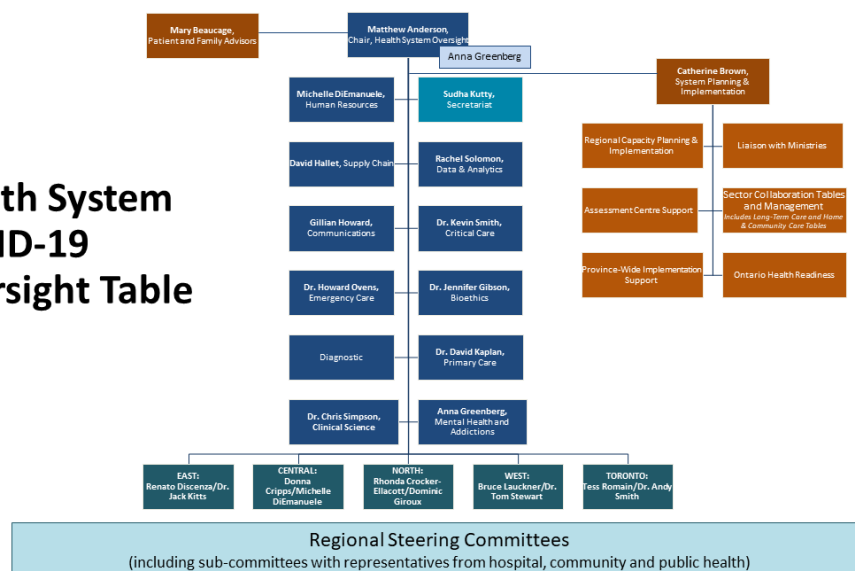 Mary Beaucage,
Patient and Family Advisors
Matthew Anderson,
Chair, Health System Oversight
Anna Greenberg
Catherine Brown,
System Planning &
Implementation
Michelle DiEmanuele,
Human Resources
Sudha Kutty,
Secretariat
Regional Capacity Planning &
Implementation
Liaison with Ministries
David Hallet, Supply Chain
Rachel Solomon,
Data & Analytics
th System
ID-19
rsight Table
Assessment Centre Support
Sector Collaboration Tables
and Management
Includes Long-Term Care and Home
& Community Care Tables
Gillian Howard,
Communications
Dr. Kevin Smith,
Critical Care
Province-Wide Implementation
Support
Ontario Health Readiness
Dr. Howard Ovens,
Emergency Care
Dr. Jennifer Gibson,
Bioethics
Diagnostic
Dr. David Kaplan,
Primary Care
Dr. Chris Simpson,
Clinical Science
Anna Greenberg,
Mental Health and
Addictions
EAST:
Renato Discenza/Dr.
Jack Kitts
CENTRAL:
Donna
Cripps/Michelle
DiEmanuele
NORTH:
Rhonda Crocker-
Ellacott/Dominic
Giroux
WEST:
Bruce Lauckner/Dr.
Tom Stewart
TORONTO:
Tess Romain/Dr. Andy
Smith
Regional Steering Committees
(including sub-committees with representatives from hospital, community and public health)